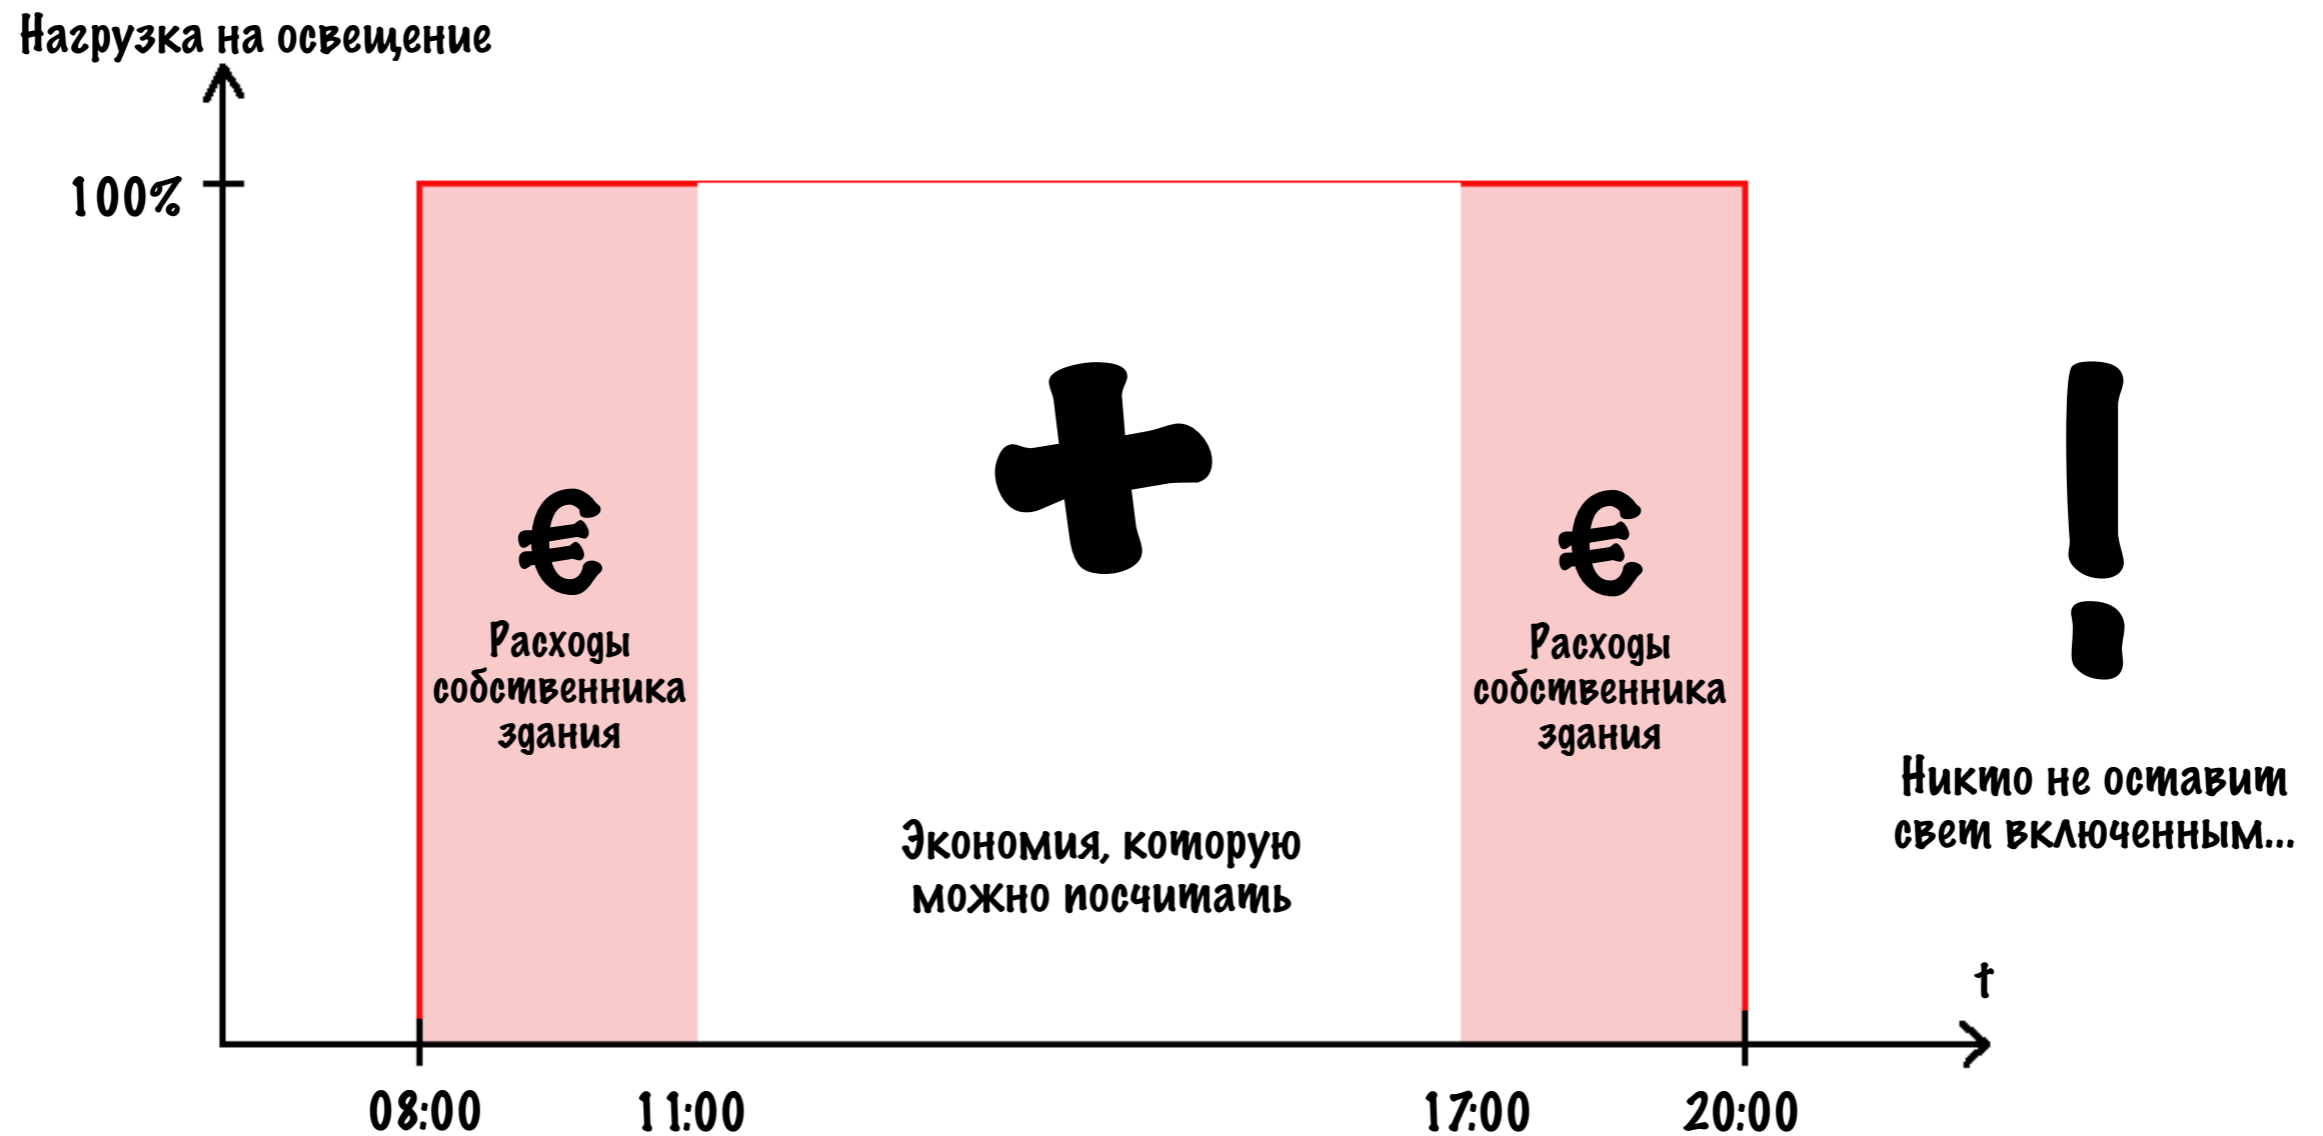 Нагрузка на освещение
100%
€
Расходы
собственника
здания
+
Экономия, которую
можно посчитать
€
Расходы
собственника
здания
!
Никто не оставит
свет включенным...
t
08:00
11:00
17:00
20:00